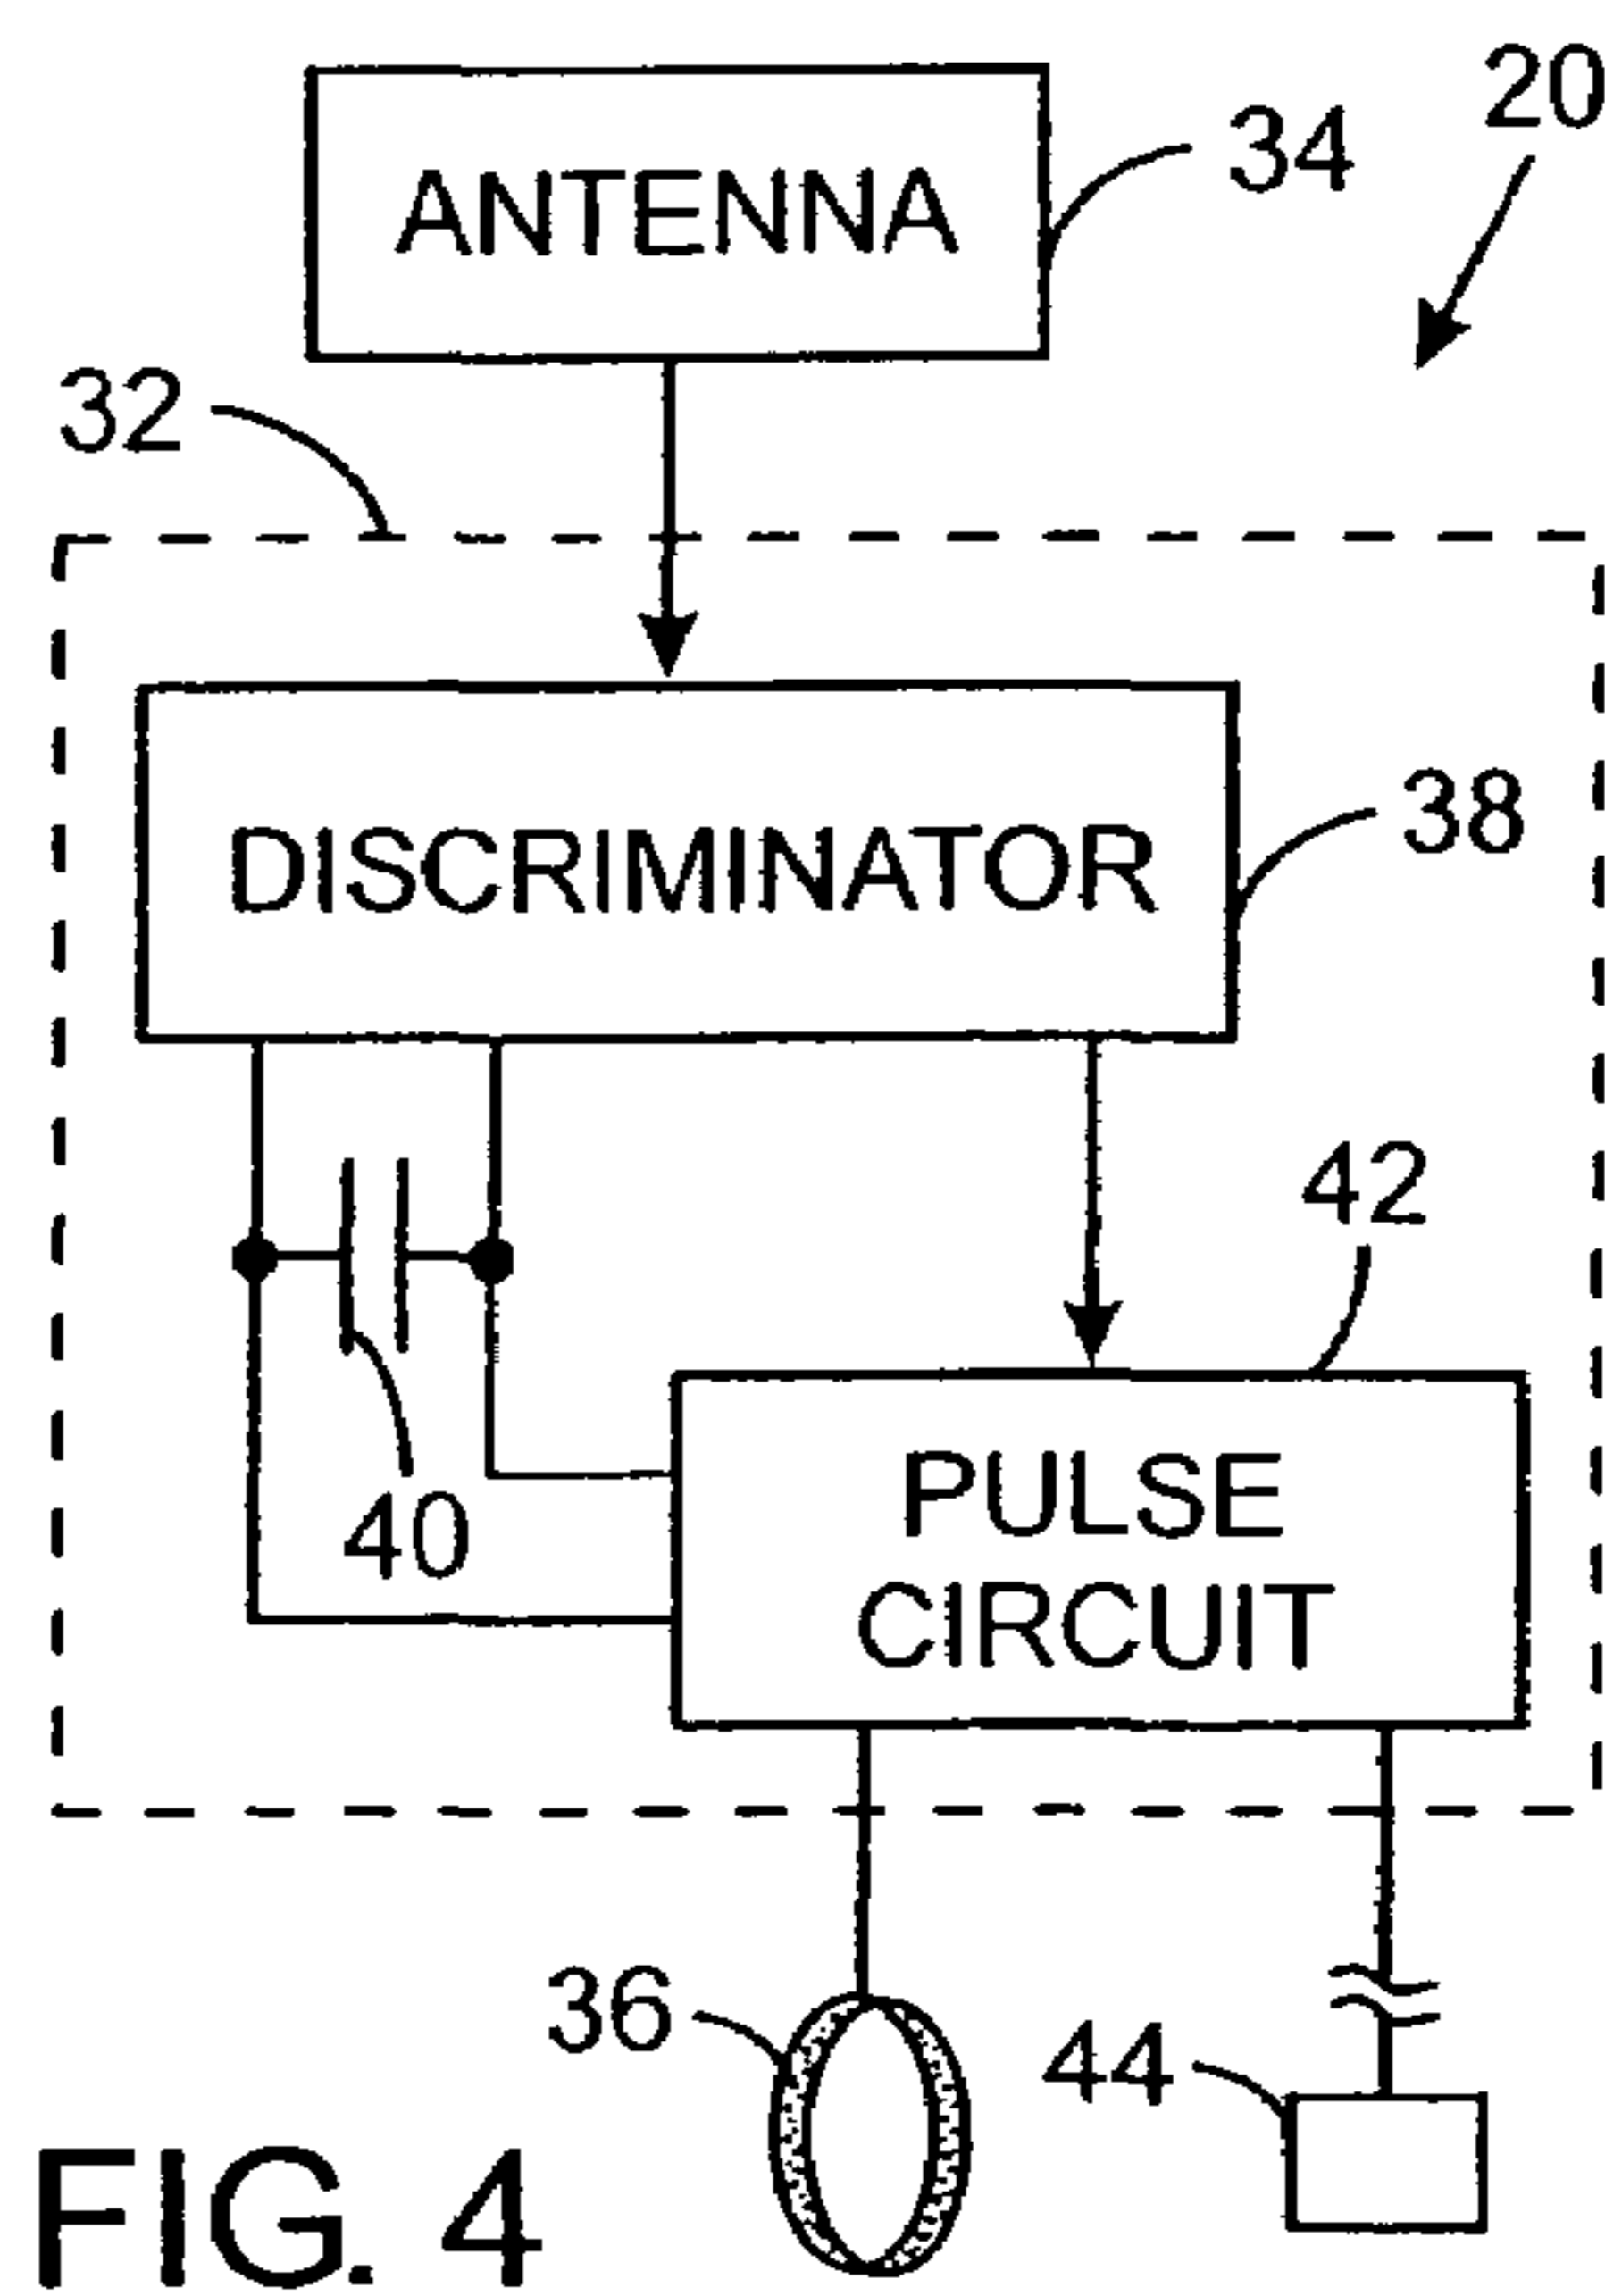 20
34
ANTENNA
32
38
DISCRIMINATOR
42
40
PULSE
CIRCUIT
36
44
FIG. 4